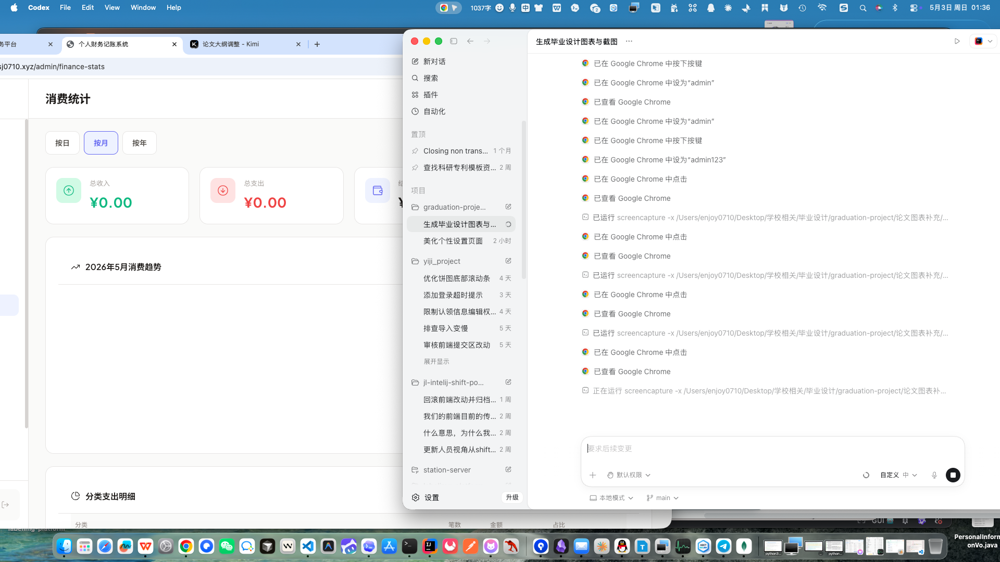 Codex File Edit View Window Help
1037字 5月3日 周日 01:36
务平台
个人财务记账系统
论文大纲调整 - Kimi
sj0710.xyz/admin/finance-stats
消费统计
按日 按月 按年
总收入
¥0.00
总支出
¥0.00
2026年5月消费趋势
分类支出明细
分类 笔数 金额 占比
新对话
搜索
插件
自动化
置顶
Closing non trans... 1 个月
查找科研专利模板资... 2 周
项目
graduation-proje...
生成毕业设计图表与...
美化个性设置页面 2 小时
yiji_project
优化饼图底部滚动条 4 天
添加登录超时提示 3 天
限制认领信息编辑权... 4 天
排查导入变慢 5 天
审核前端提交区改动 5 天
展开显示
jl-intelij-shift-po...
回滚前端改动并归档... 1 周
我们的前端目前的传... 2 周
什么意思，为什么我... 2 周
更新人员视角从shift... 2 周
station-server
设置 升级
生成毕业设计图表与截图 ···
已在 Google Chrome 中按下按键
已在 Google Chrome 中设为“admin”
已查看 Google Chrome
已在 Google Chrome 中设为“admin”
已在 Google Chrome 中按下按键
已在 Google Chrome 中设为“admin123”
已在 Google Chrome 中点击
已查看 Google Chrome
已运行 screencapture -x /Users/enjoy0710/Desktop/学校相关/毕业设计/graduation-project/论文图表补充/...
已在 Google Chrome 中点击
已查看 Google Chrome
已运行 screencapture -x /Users/enjoy0710/Desktop/学校相关/毕业设计/graduation-project/论文图表补充/...
已在 Google Chrome 中点击
已查看 Google Chrome
已运行 screencapture -x /Users/enjoy0710/Desktop/学校相关/毕业设计/graduation-project/论文图表补充/...
已在 Google Chrome 中点击
已查看 Google Chrome
正在运行 screencapture -x /Users/enjoy0710/Desktop/学校相关/毕业设计/graduation-project/论文图表补...
要求后续变更
默认权限 自定义 中
本地模式 main
GUI
labelling-platform
PersonalInform
onVo.java